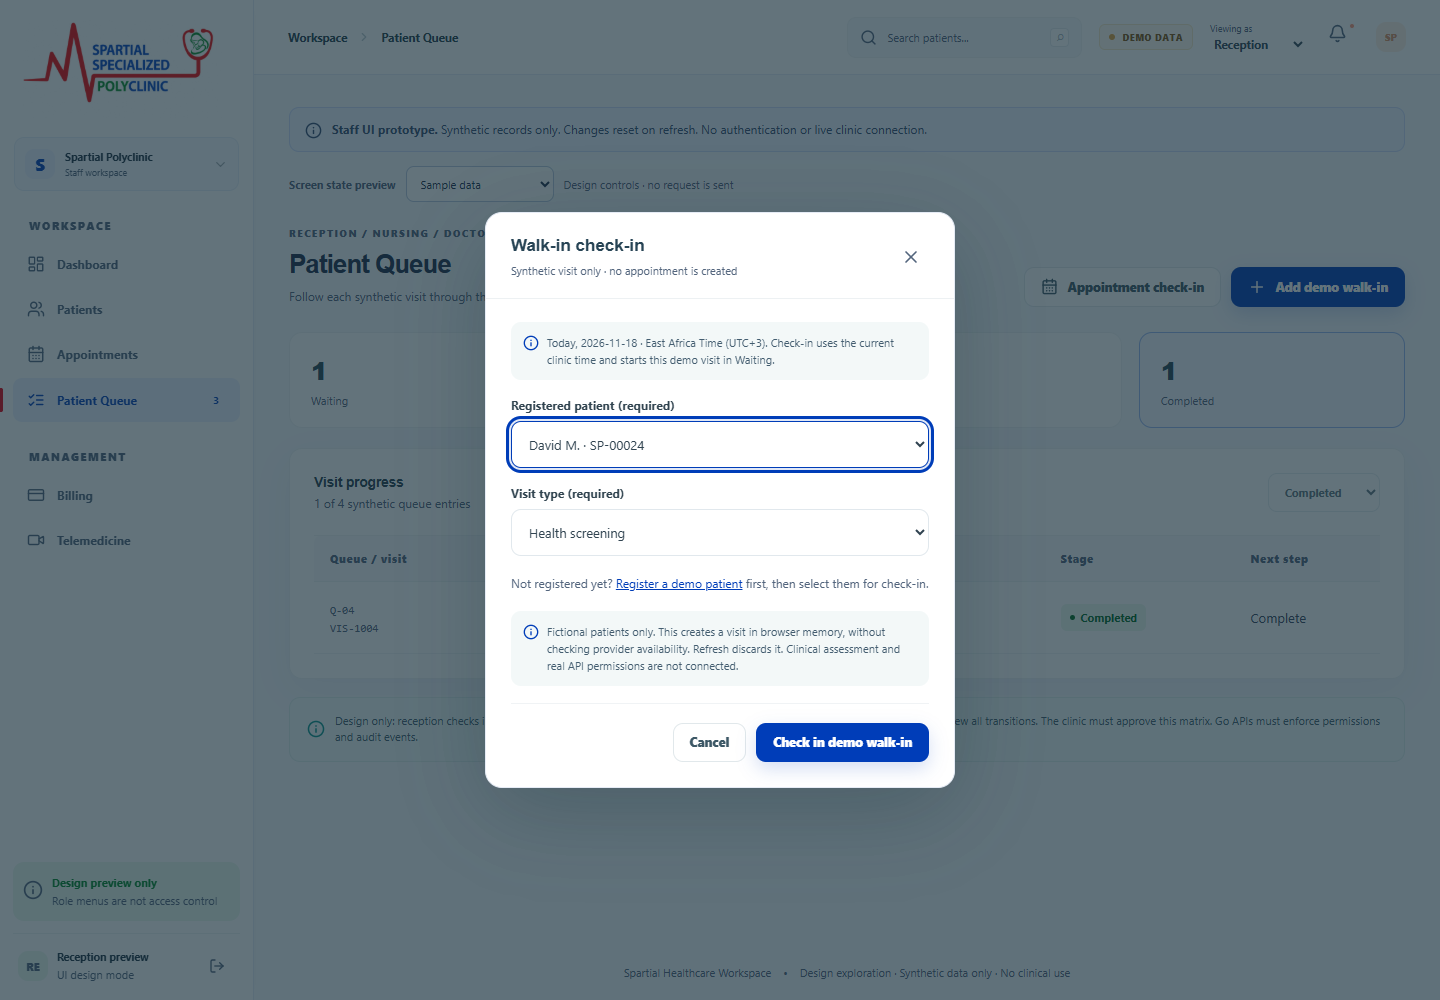 SPARTIAL
SPECIALIZED
POLYCLINIC
Spartial Polyclinic
Staff workspace
WORKSPACE
Dashboard
Patients
Appointments
Patient Queue 3
MANAGEMENT
Billing
Telemedicine
Design preview only
Role menus are not access control
RE
Reception preview
UI design mode
Workspace > Patient Queue
Search patients...
DEMO DATA
Viewing as
Reception
SP
Staff UI prototype. Synthetic records only. Changes reset on refresh. No authentication or live clinic connection.
Screen state preview Sample data Design controls · no request is sent
RECEPTION / NURSING / DOCTO
Patient Queue
Follow each synthetic visit through th
Appointment check-in
Add demo walk-in
1
Waiting
1
Completed
Visit progress
1 of 4 synthetic queue entries
Completed
Queue / visit Stage Next step
Q-04
VIS-1004
Completed
Complete
Design only: reception checks i
ew all transitions. The clinic must approve this matrix. Go APIs must enforce permissions
and audit events.
Walk-in check-in
Synthetic visit only · no appointment is created
Today, 2026-11-18 · East Africa Time (UTC+3). Check-in uses the current
clinic time and starts this demo visit in Waiting.
Registered patient (required)
David M. · SP-00024
Visit type (required)
Health screening
Not registered yet? Register a demo patient first, then select them for check-in.
Fictional patients only. This creates a visit in browser memory, without
checking provider availability. Refresh discards it. Clinical assessment and
real API permissions are not connected.
Cancel
Check in demo walk-in
Spartial Healthcare Workspace • Design exploration · Synthetic data only · No clinical use
S